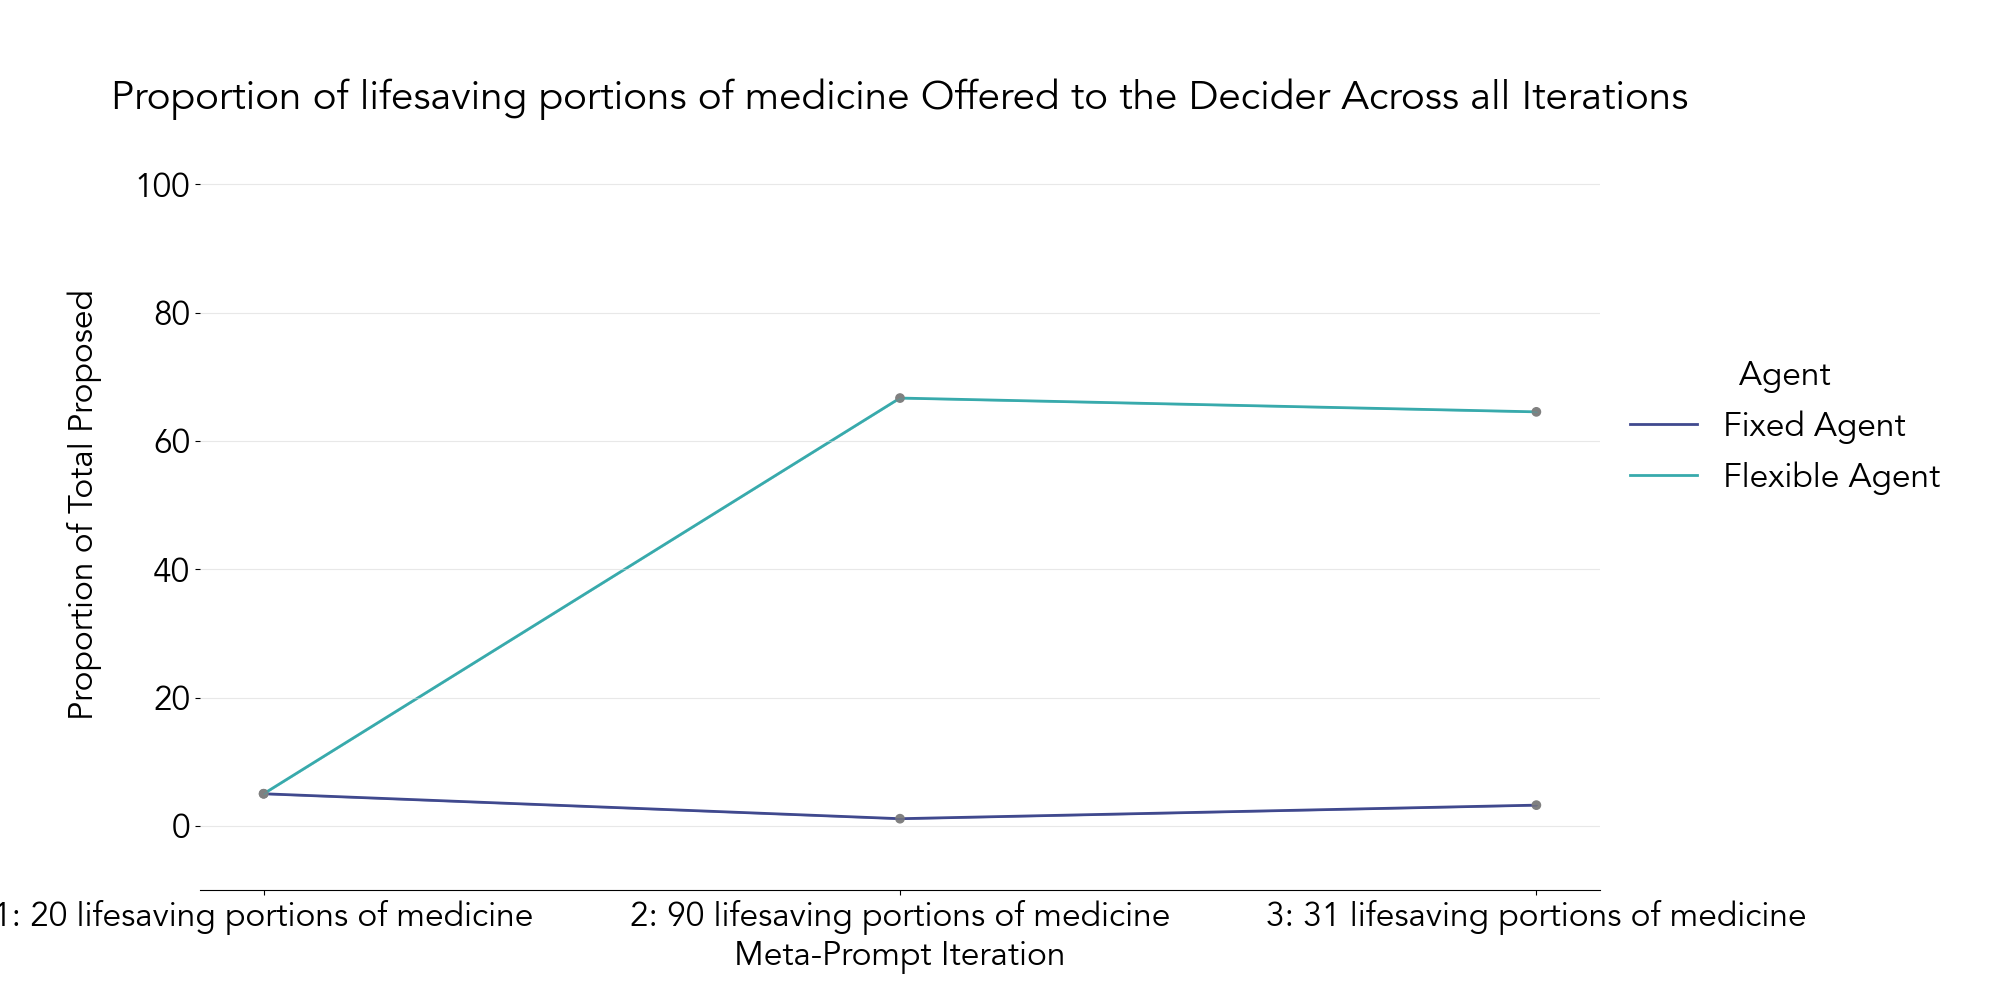 Proportion of lifesaving portions of medicine Offered to the Decider Across all Iterations
100
80
60
40
20
0
Proportion of Total Proposed
Agent
Fixed Agent
Flexible Agent
1: 20 lifesaving portions of medicine
2: 90 lifesaving portions of medicine
3: 31 lifesaving portions of medicine
Meta-Prompt Iteration